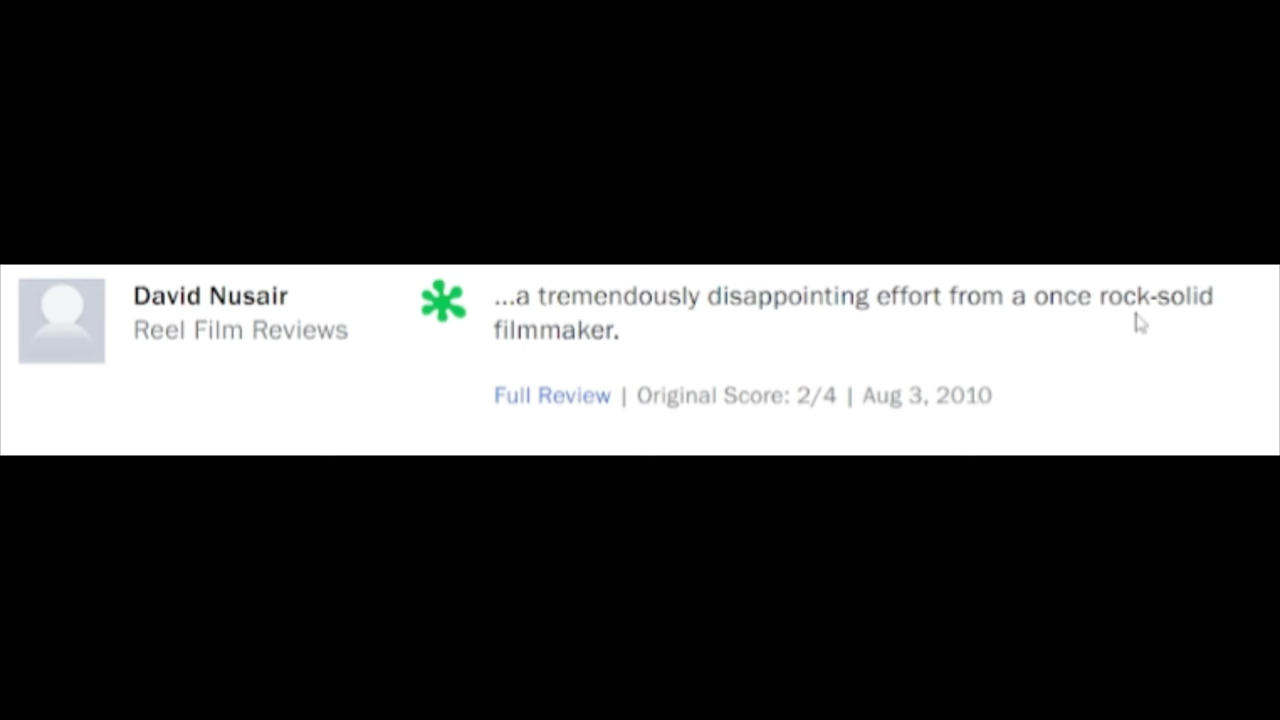 David Nusair
Reel Film Reviews
...a tremendously disappointing effort from a once rock-solid
filmmaker.
Full Review | Original Score: 2/4 | Aug 3, 2010